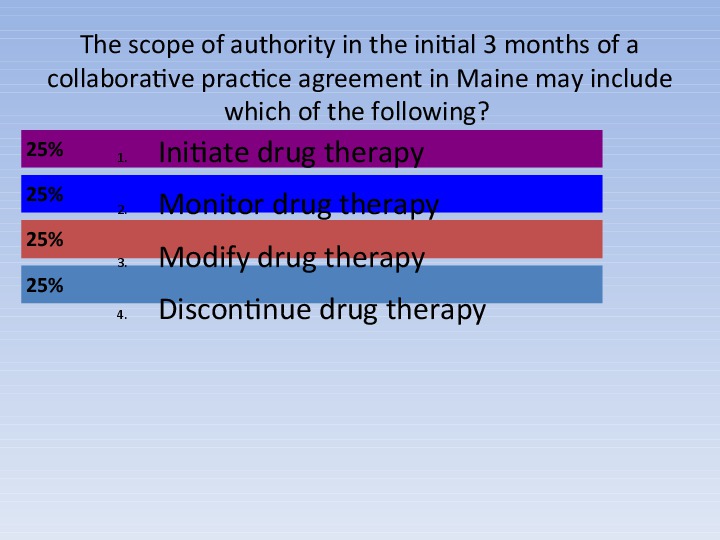 The scope of authority in the initial 3 months of a
collaborative practice agreement in Maine may include
which of the following?
25%
1. Initiate drug therapy
25%
2. Monitor drug therapy
25%
3. Modify drug therapy
25%
4. Discontinue drug therapy